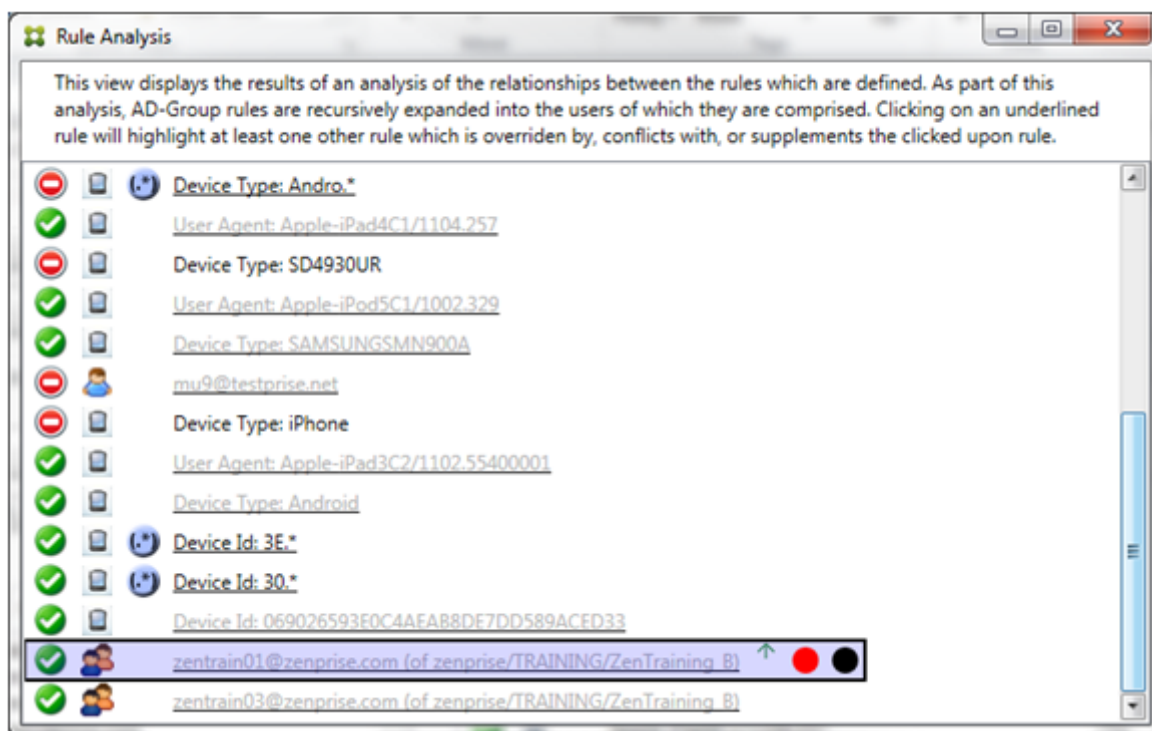 Rule Analysis
This view displays the results of an analysis of the relationships between the rules which are defined. As part of this
analysis, AD-Group rules are recursively expanded into the users of which they are comprised. Clicking on an underlined
rule will highlight at least one other rule which is overriden by, conflicts with, or supplements the clicked upon rule.
(.*) Device Type: Andro.*
User Agent: Apple-iPad4C1/1104.257
Device Type: SD4930UR
User Agent: Apple-iPod5C1/1002.329
Device Type: SAMSUNGSMN900A
mu9@testprise.net
Device Type: iPhone
User Agent: Apple-iPad3C2/1102.55400001
Device Type: Android
(.*) Device Id: 3E.*
(.*) Device Id: 30.*
Device Id: 069026593E0C4AEAB8DE7DD589ACED33
zentrain01@zenprise.com (of zenprise/TRAINING/ZenTraining_B)
zentrain03@zenprise.com (of zenprise/TRAINING/ZenTraining_B)